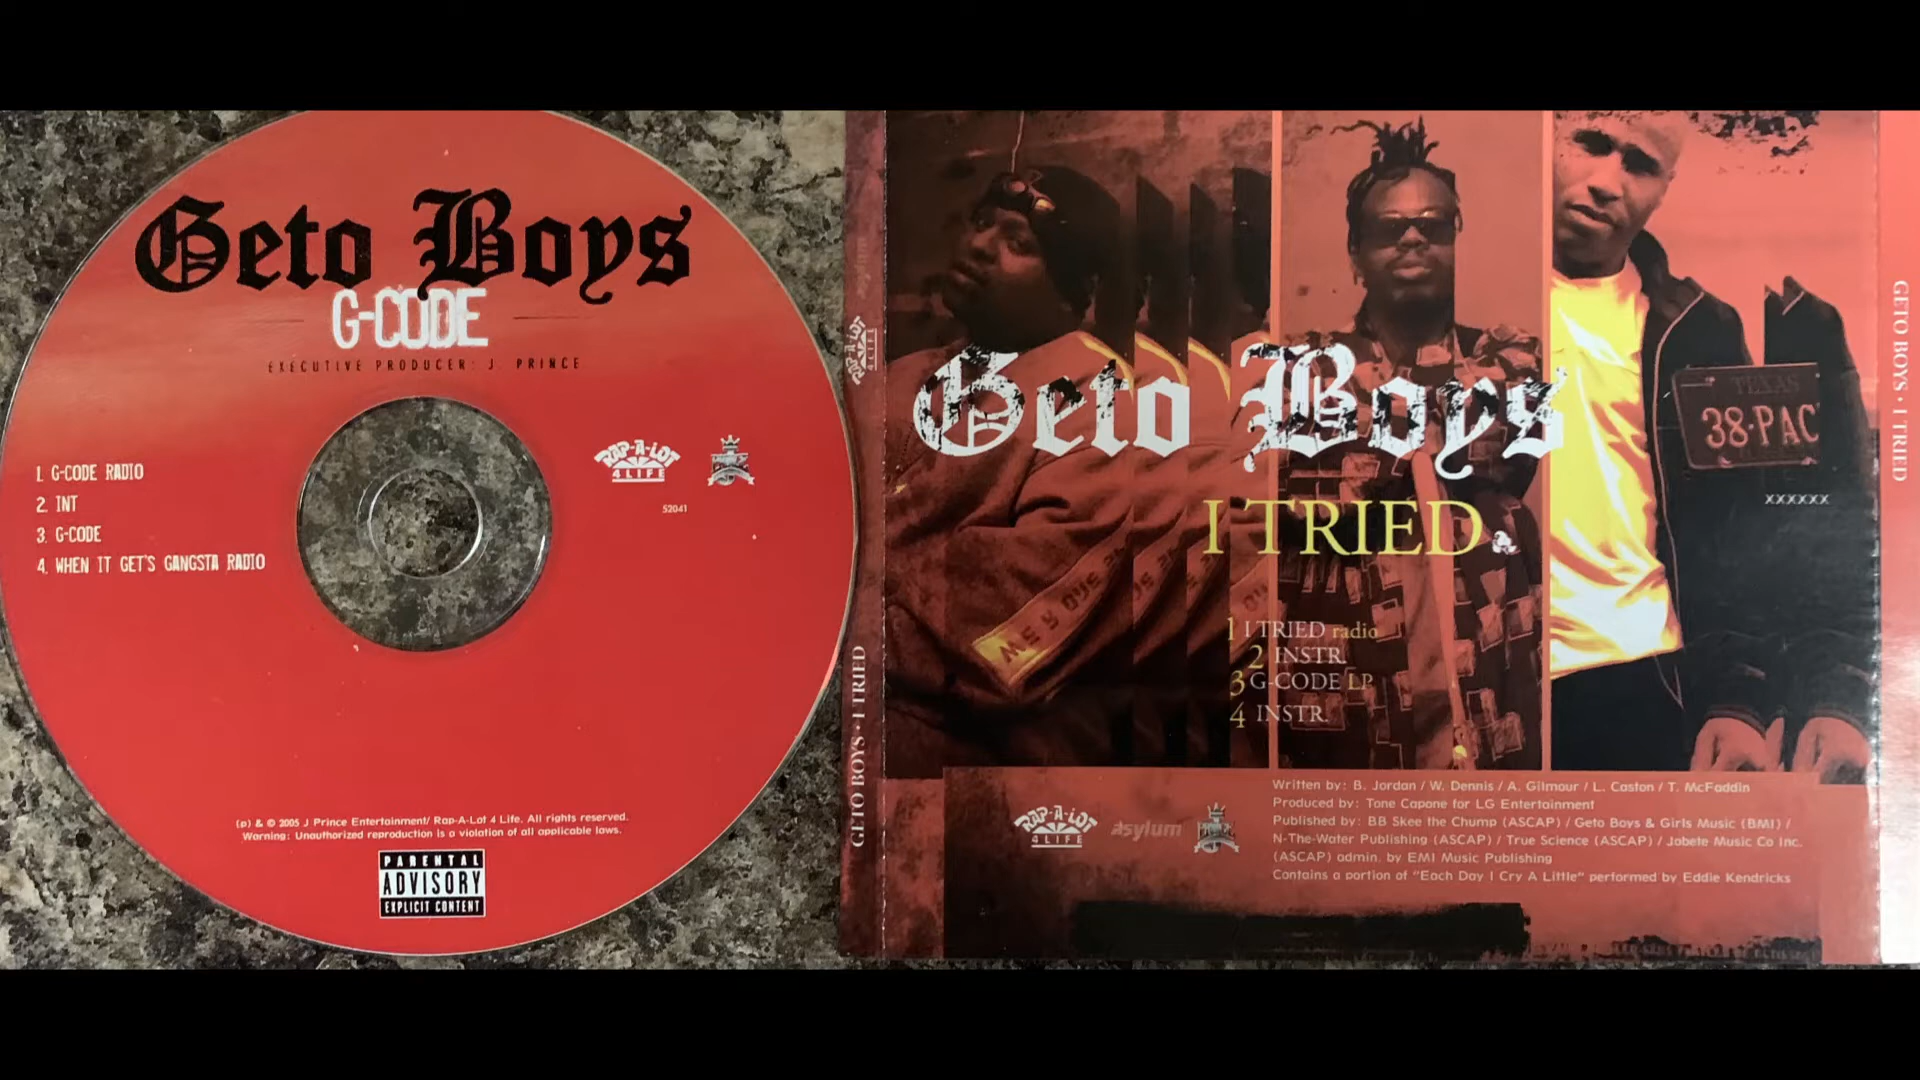 Geto Boys
G-CODE
EXECUTIVE PRODUCER: J. PRINCE
1. G-CODE RADIO
2. INT
3. G-CODE
4. WHEN IT GET'S GANGSTA RADIO
RAP-A-LOT
4 LIFE
52041
(p) & © 2005 J Prince Entertainment/ Rap-A-Lot 4 Life. All rights reserved.
Warning: Unauthorized reproduction is a violation of all applicable laws.
PARENTAL
ADVISORY
EXPLICIT CONTENT
asylum
RAP-A-LOT
4 LIFE
GETO BOYS · I TRIED
TEXAS
38·PAC
xxxxxx
Geto Boys
I TRIED
1 I TRIED radio
2 INSTR.
3 G-CODE LP
4 INSTR.
RAP-A-LOT
4 LIFE
asylum
Written by: B. Jordan / W. Dennis / A. Gilmour / L. Caston / T. McFaddin
Produced by: Tone Capone for LG Entertainment
Published by: BB Skee the Chump (ASCAP) / Geto Boys & Girls Music (BMI) /
N-The-Water Publishing (ASCAP) / True Science (ASCAP) / Jobete Music Co Inc.
(ASCAP) admin. by EMI Music Publishing
Contains a portion of "Each Day I Cry A Little" performed by Eddie Kendricks
GETO BOYS · I TRIED